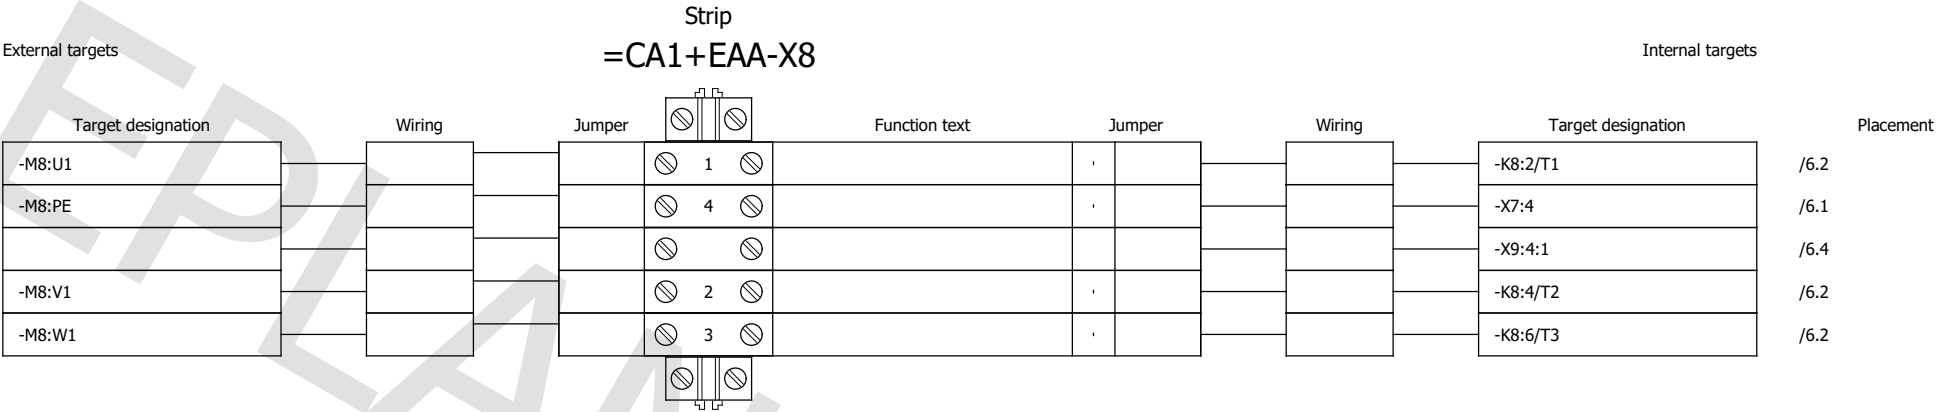 Strip
External targets =CA1+EAA-X8 Internal targets
Target designation Wiring Jumper Function text Jumper Wiring Target designation Placement
-M8:U1 1 ' -K8:2/T1 /6.2
-M8:PE 4 ' -X7:4 /6.1
-X9:4:1 /6.4
-M8:V1 2 ' -K8:4/T2 /6.2
-M8:W1 3 ' -K8:6/T3 /6.2
EPLAN